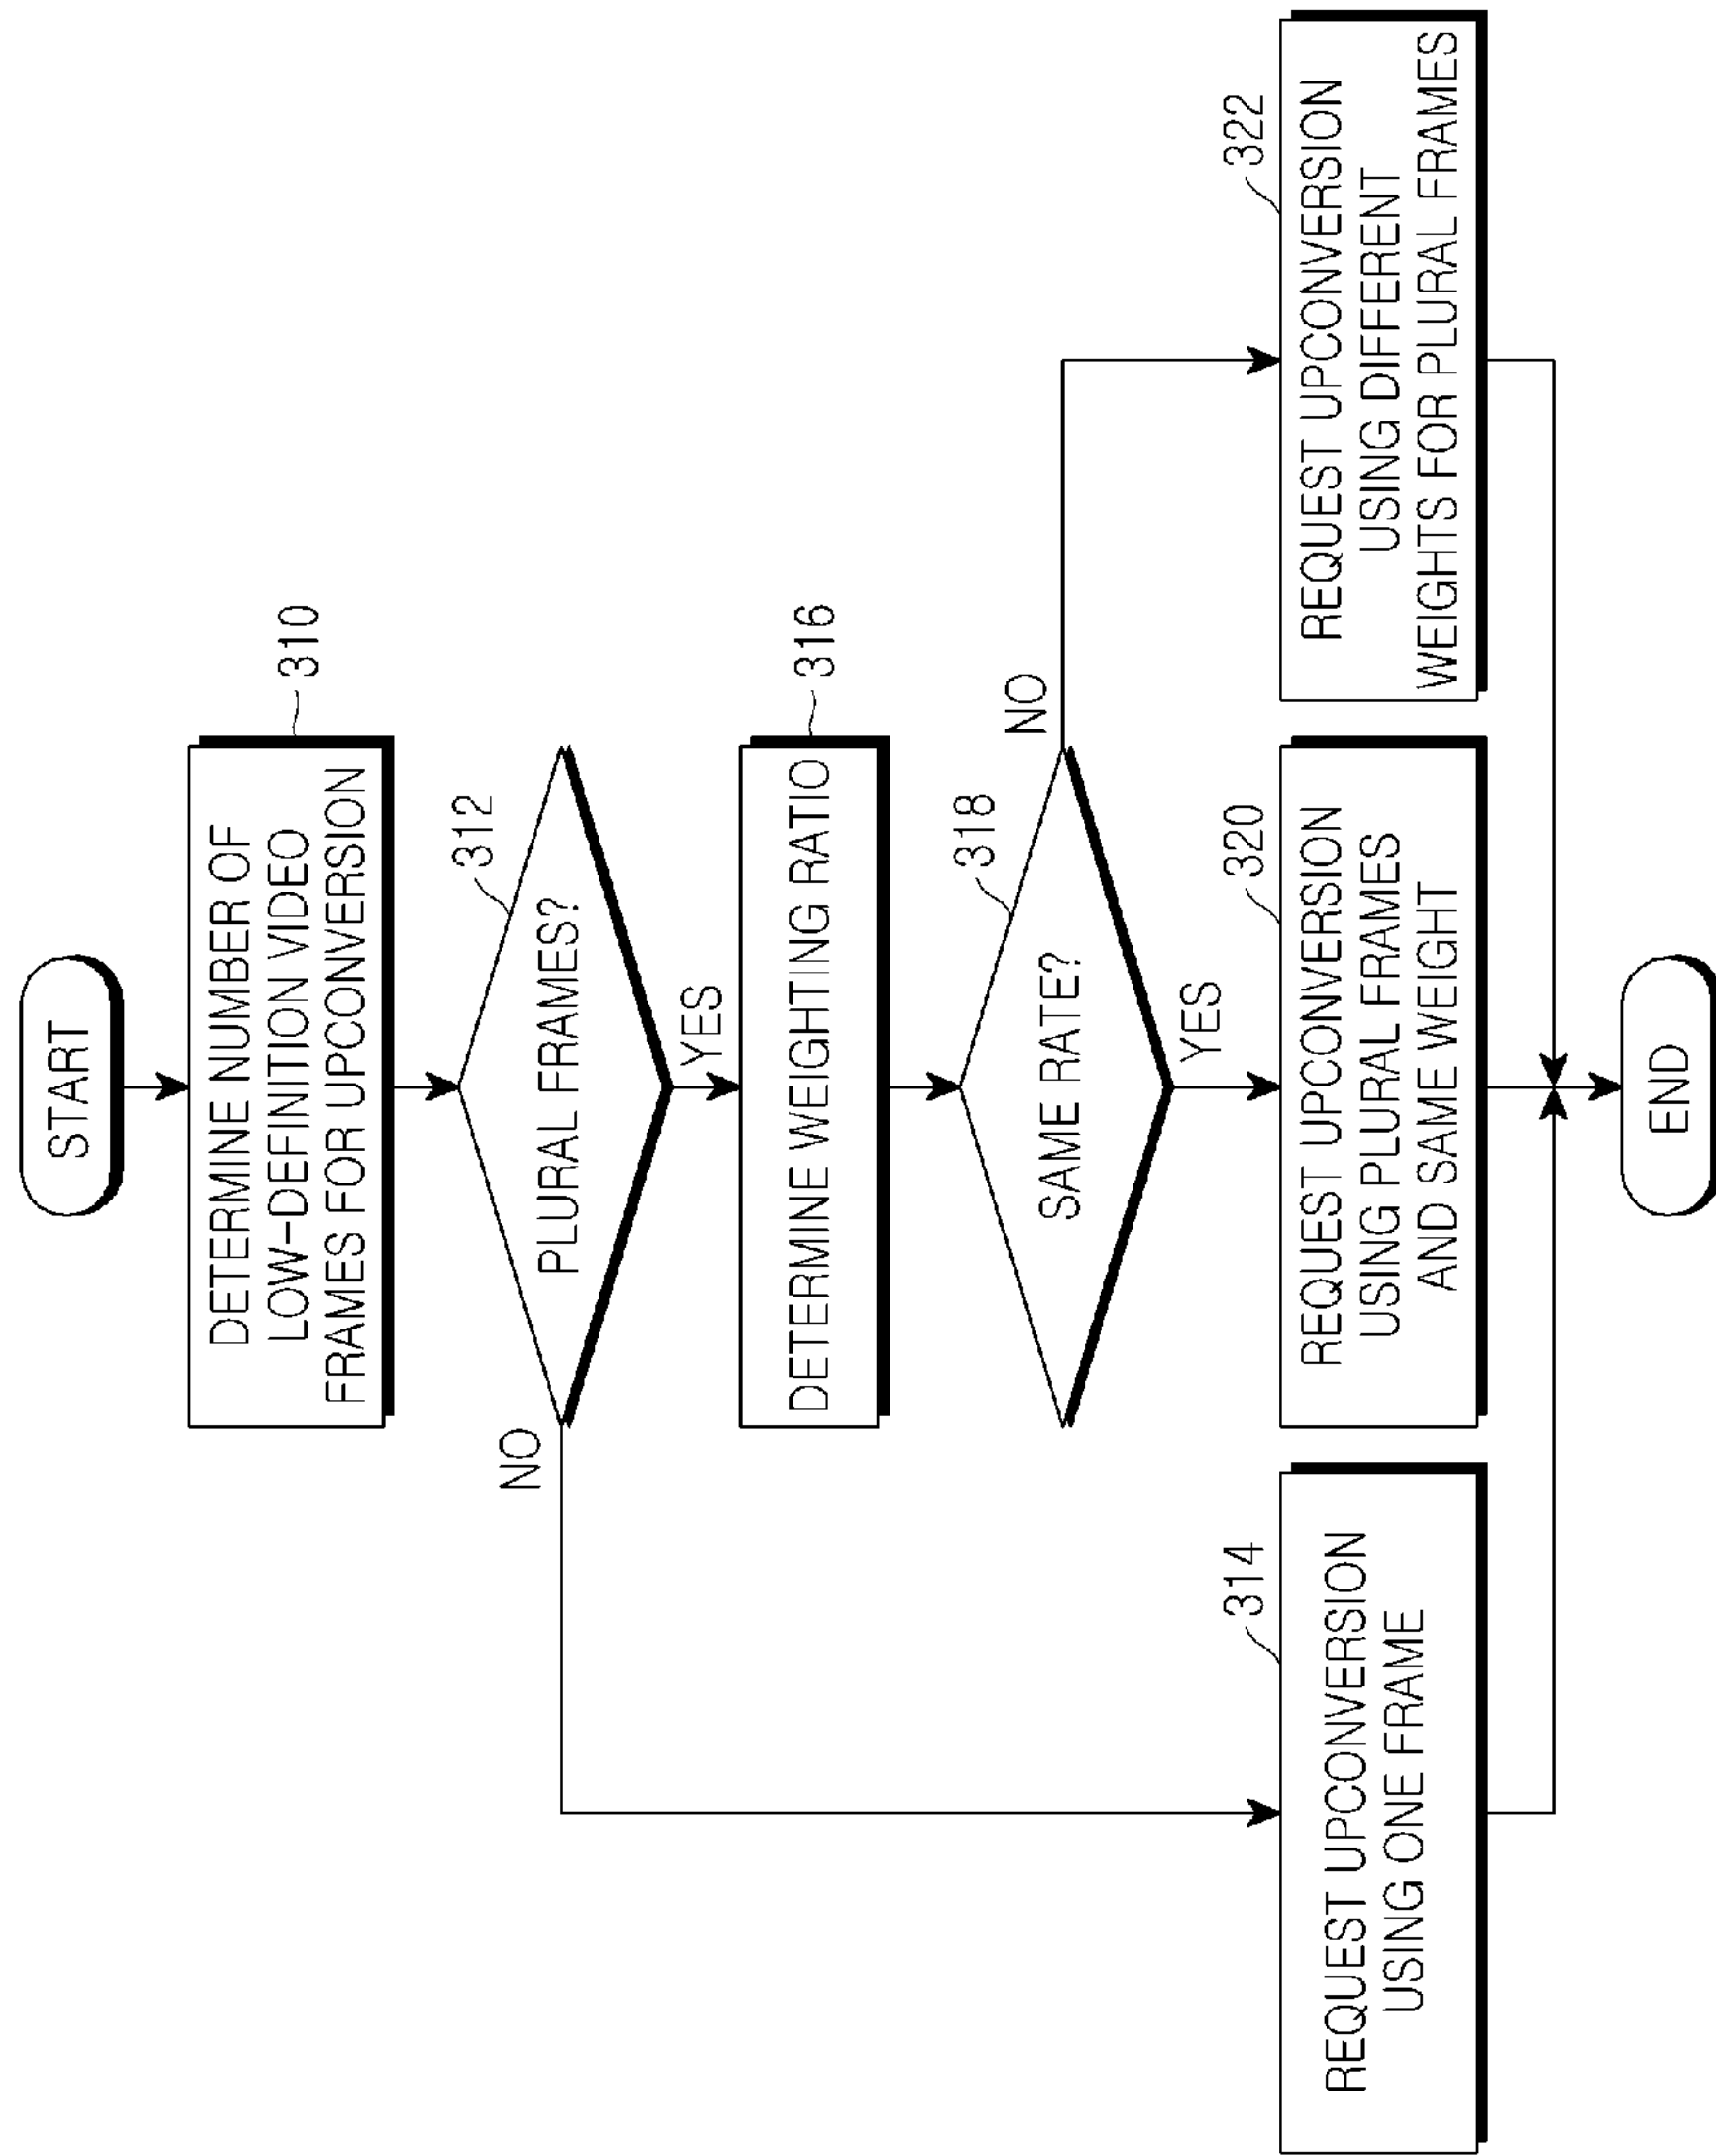 START
310
DETERMINE NUMBER OF
LOW-DEFINITION VIDEO
FRAMES FOR UPCONVERSION
312
PLURAL FRAMES?
NO
YES
316
DETERMINE WEIGHTING RATIO
318
SAME RATE?
NO
YES
314
REQUEST UPCONVERSION
USING ONE FRAME
320
REQUEST UPCONVERSION
USING PLURAL FRAMES
AND SAME WEIGHT
322
REQUEST UPCONVERSION
USING DIFFERENT
WEIGHTS FOR PLURAL FRAMES
END